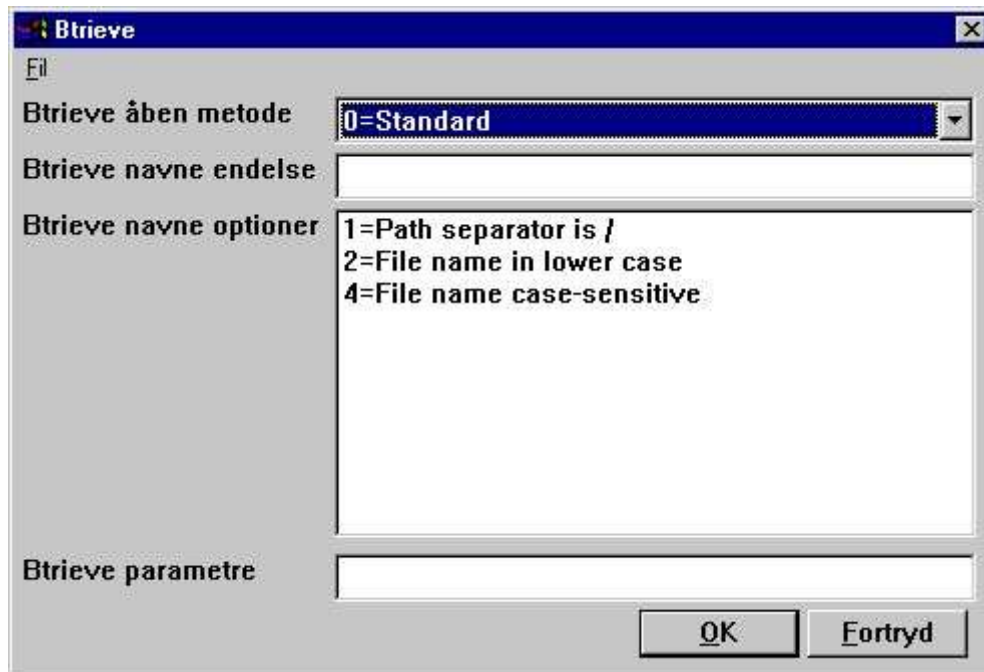 Btrieve
Fil
Btrieve åben metode 0=Standard
Btrieve navne endelse
Btrieve navne optioner 1=Path separator is /
2=File name in lower case
4=File name case-sensitive
Btrieve parametre
OK Fortryd